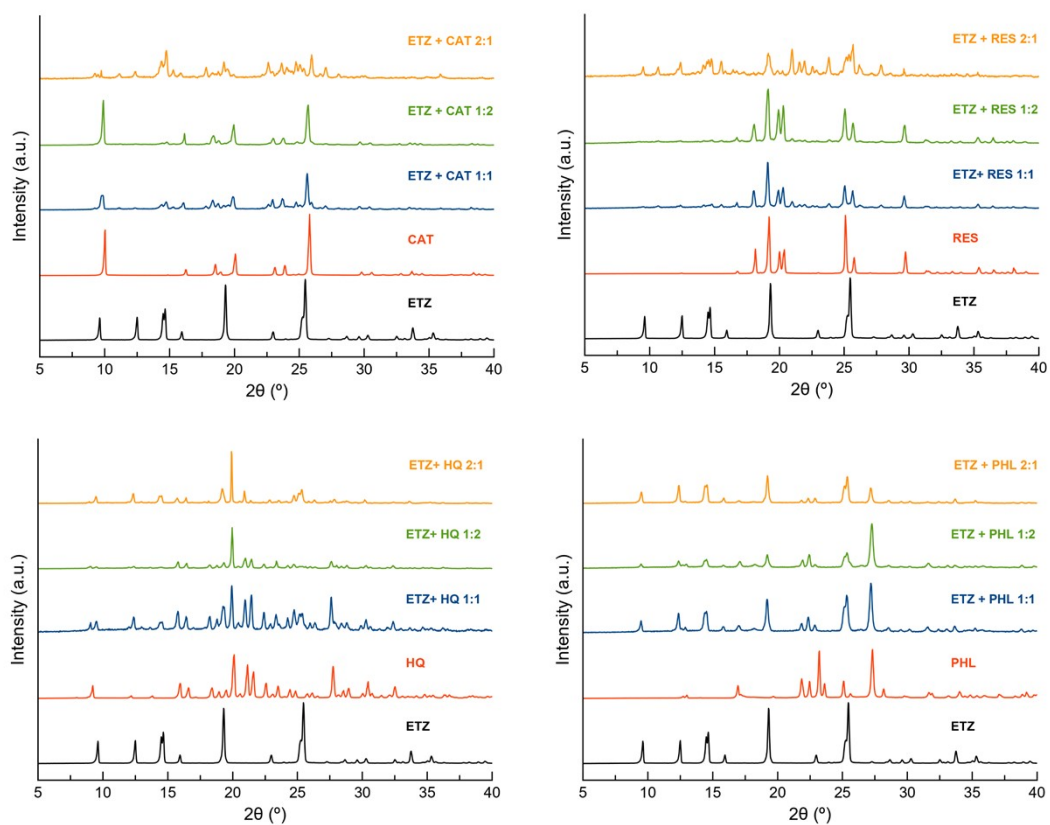 ETZ + CAT 2:1
ETZ + CAT 1:2
ETZ + CAT 1:1
CAT
ETZ
Intensity (a.u.)
5 10 15 20 25 30 35 40
2θ (º)
ETZ + RES 2:1
ETZ + RES 1:2
ETZ+ RES 1:1
RES
ETZ
Intensity (a.u.)
5 10 15 20 25 30 35 40
2θ (º)
ETZ+ HQ 2:1
ETZ+ HQ 1:2
ETZ+ HQ 1:1
HQ
ETZ
Intensity (a.u.)
5 10 15 20 25 30 35 40
2θ (º)
ETZ + PHL 2:1
ETZ + PHL 1:2
ETZ + PHL 1:1
PHL
ETZ
Intensity (a.u.)
5 10 15 20 25 30 35 40
2θ (º)